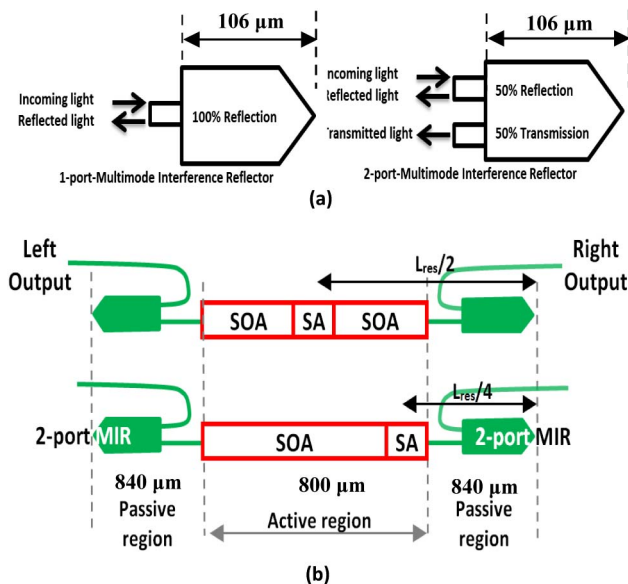 106 μm
106 μm
Incoming light
Reflected light
100% Reflection
1-port-Multimode Interference Reflector
ncoming light
Reflected light
Transmitted light
50% Reflection
50% Transmission
2-port-Multimode Interference Reflector
(a)
Left
Output
Right
Output
Lres/2
SOA
SA
SOA
Lres/4
2-port MIR
SOA
SA
2-port MIR
840 μm
Passive
region
800 μm
Active region
840 μm
Passive
region
(b)